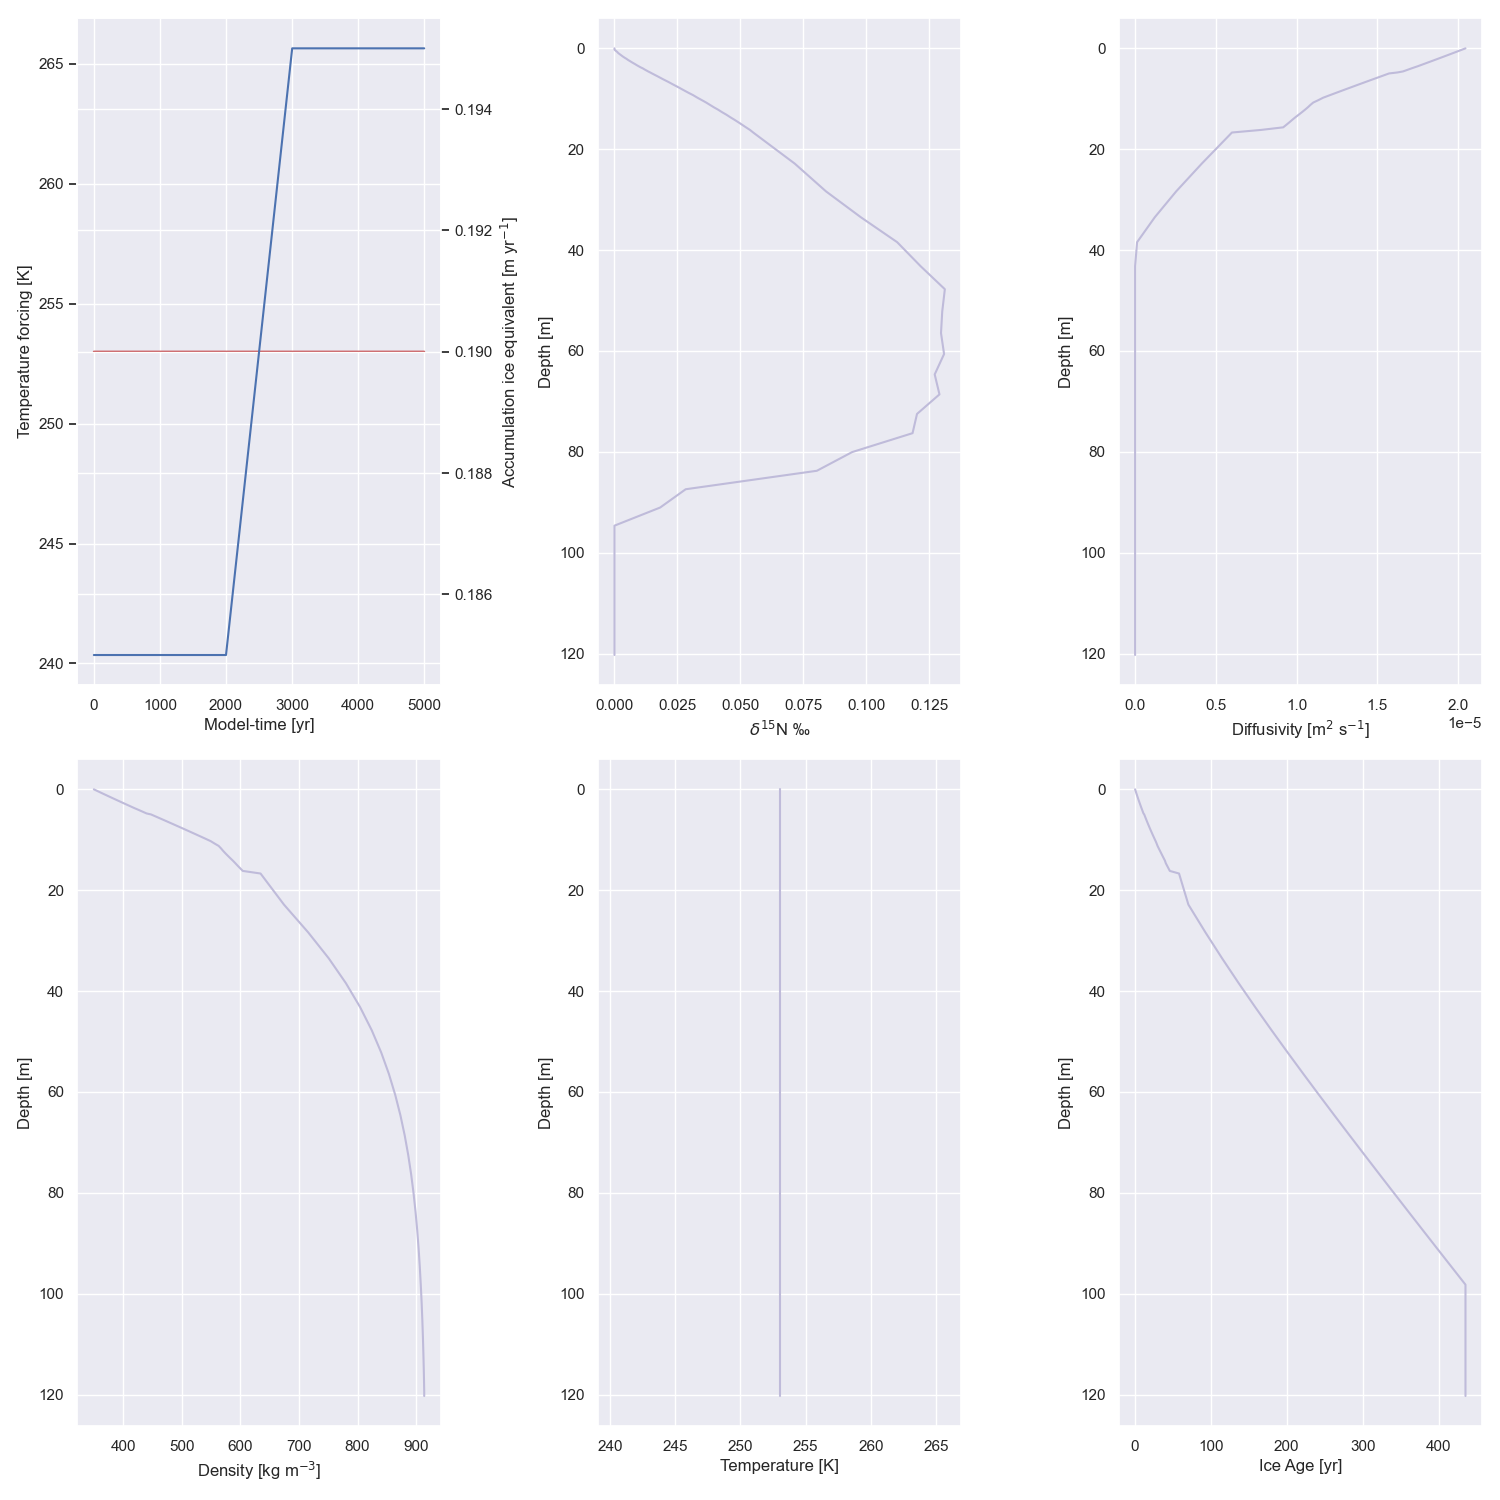 265
260
255
250
245
240
Temperature forcing [K]
0 1000 2000 3000 4000 5000
Model-time [yr]
0.194
0.192
0.190
0.188
0.186
Accumulation ice equivalent [m yr⁻¹]
0
20
40
60
80
100
120
Depth [m]
0.000 0.025 0.050 0.075 0.100 0.125
δ¹⁵N ‰
0
20
40
60
80
100
120
Depth [m]
0.0 0.5 1.0 1.5 2.0
1e−5
Diffusivity [m² s⁻¹]
0
20
40
60
80
100
120
Depth [m]
400 500 600 700 800 900
Density [kg m⁻³]
0
20
40
60
80
100
120
Depth [m]
240 245 250 255 260 265
Temperature [K]
0
20
40
60
80
100
120
Depth [m]
0 100 200 300 400
Ice Age [yr]